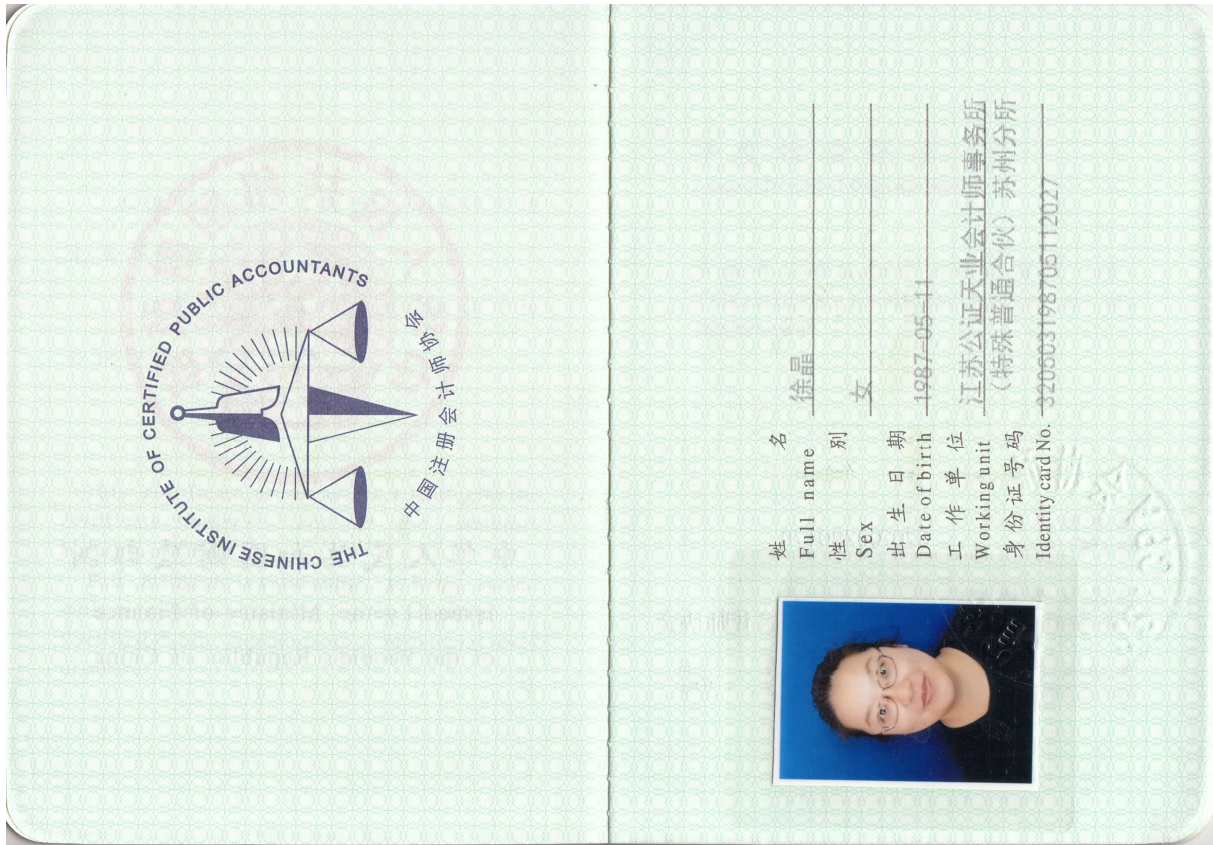 THE CHINESE INSTITUTE OF CERTIFIED PUBLIC ACCOUNTANTS
中国注册会计师协会
姓 名 徐晶
Full name
性 别 女
Sex
出生日期 1987-05-11
Date of birth
工作单位 江苏公证天业会计师事务所
Working unit (特殊普通合伙) 苏州分所
身份证号码 320503198705112027
Identity card No.